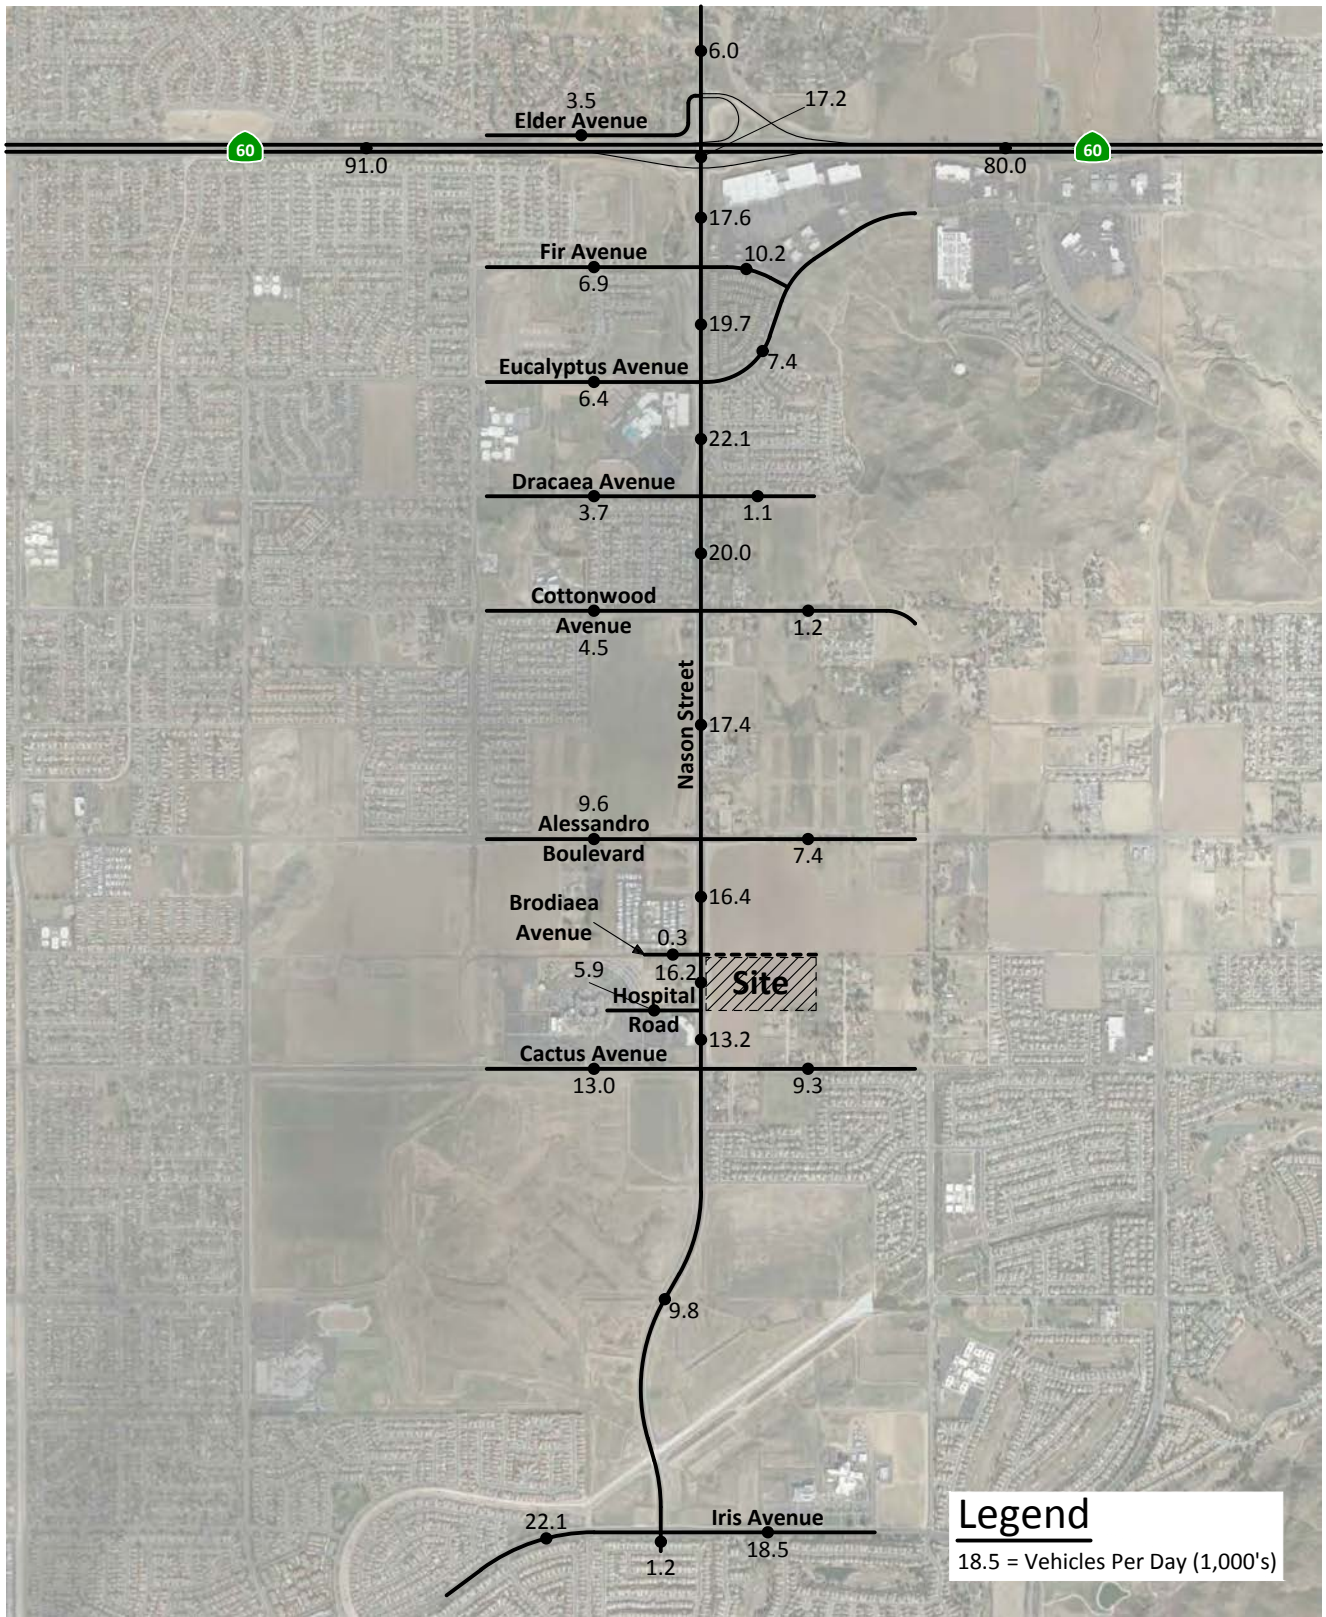 6.0
3.5
17.2
Elder Avenue
60
60
91.0
80.0
17.6
Fir Avenue
10.2
6.9
19.7
Eucalyptus Avenue
7.4
6.4
22.1
Dracaea Avenue
3.7
1.1
20.0
Cottonwood
Avenue
1.2
4.5
Nason Street
17.4
9.6
Alessandro
Boulevard
7.4
16.4
Brodiaea
Avenue
0.3
5.9
16.2
Site
Hospital
Road
13.2
Cactus Avenue
13.0
9.3
9.8
22.1
Iris Avenue
18.5
1.2
Legend
18.5 = Vehicles Per Day (1,000's)